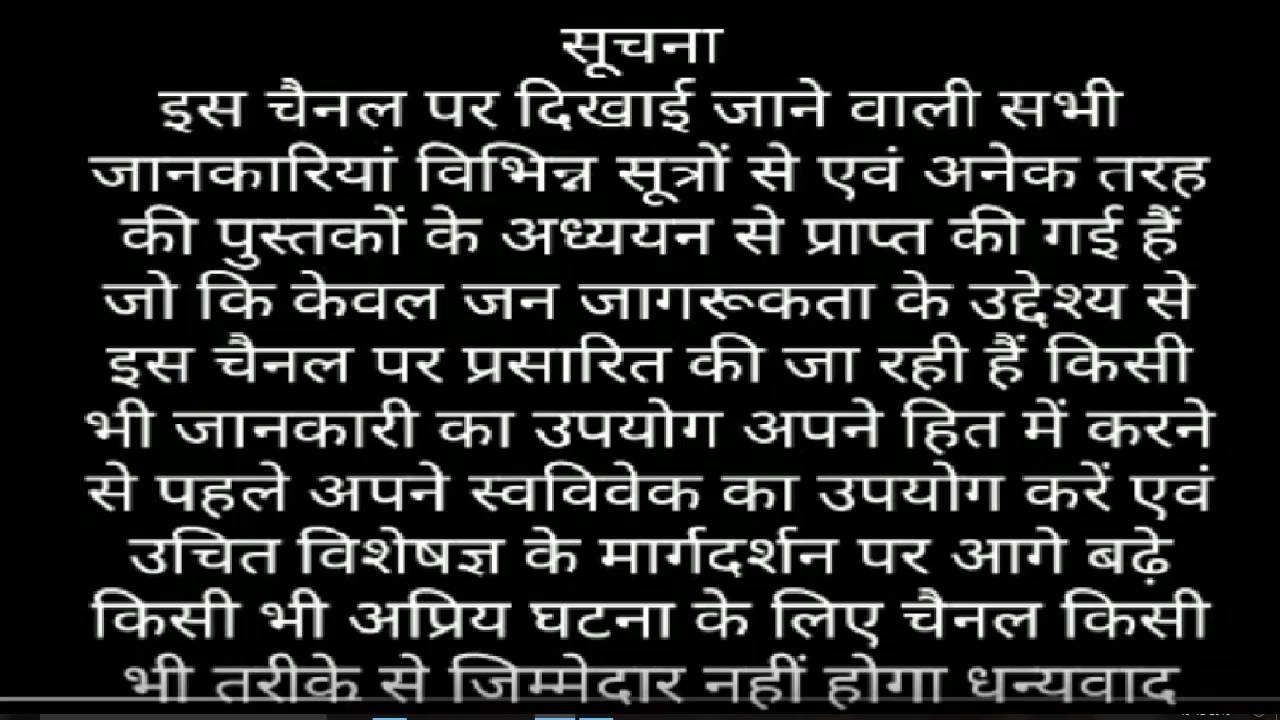 सूचना
इस चैनल पर दिखाई जाने वाली सभी
जानकारियां विभिन्न सूत्रों से एवं अनेक तरह
की पुस्तकों के अध्ययन से प्राप्त की गई हैं
जो कि केवल जन जागरूकता के उद्देश्य से
इस चैनल पर प्रसारित की जा रही हैं किसी
भी जानकारी का उपयोग अपने हित में करने
से पहले अपने स्वविवेक का उपयोग करें एवं
उचित विशेषज्ञ के मार्गदर्शन पर आगे बढ़े
किसी भी अप्रिय घटना के लिए चैनल किसी
भी तरीके से जिम्मेदार नहीं होगा धन्यवाद